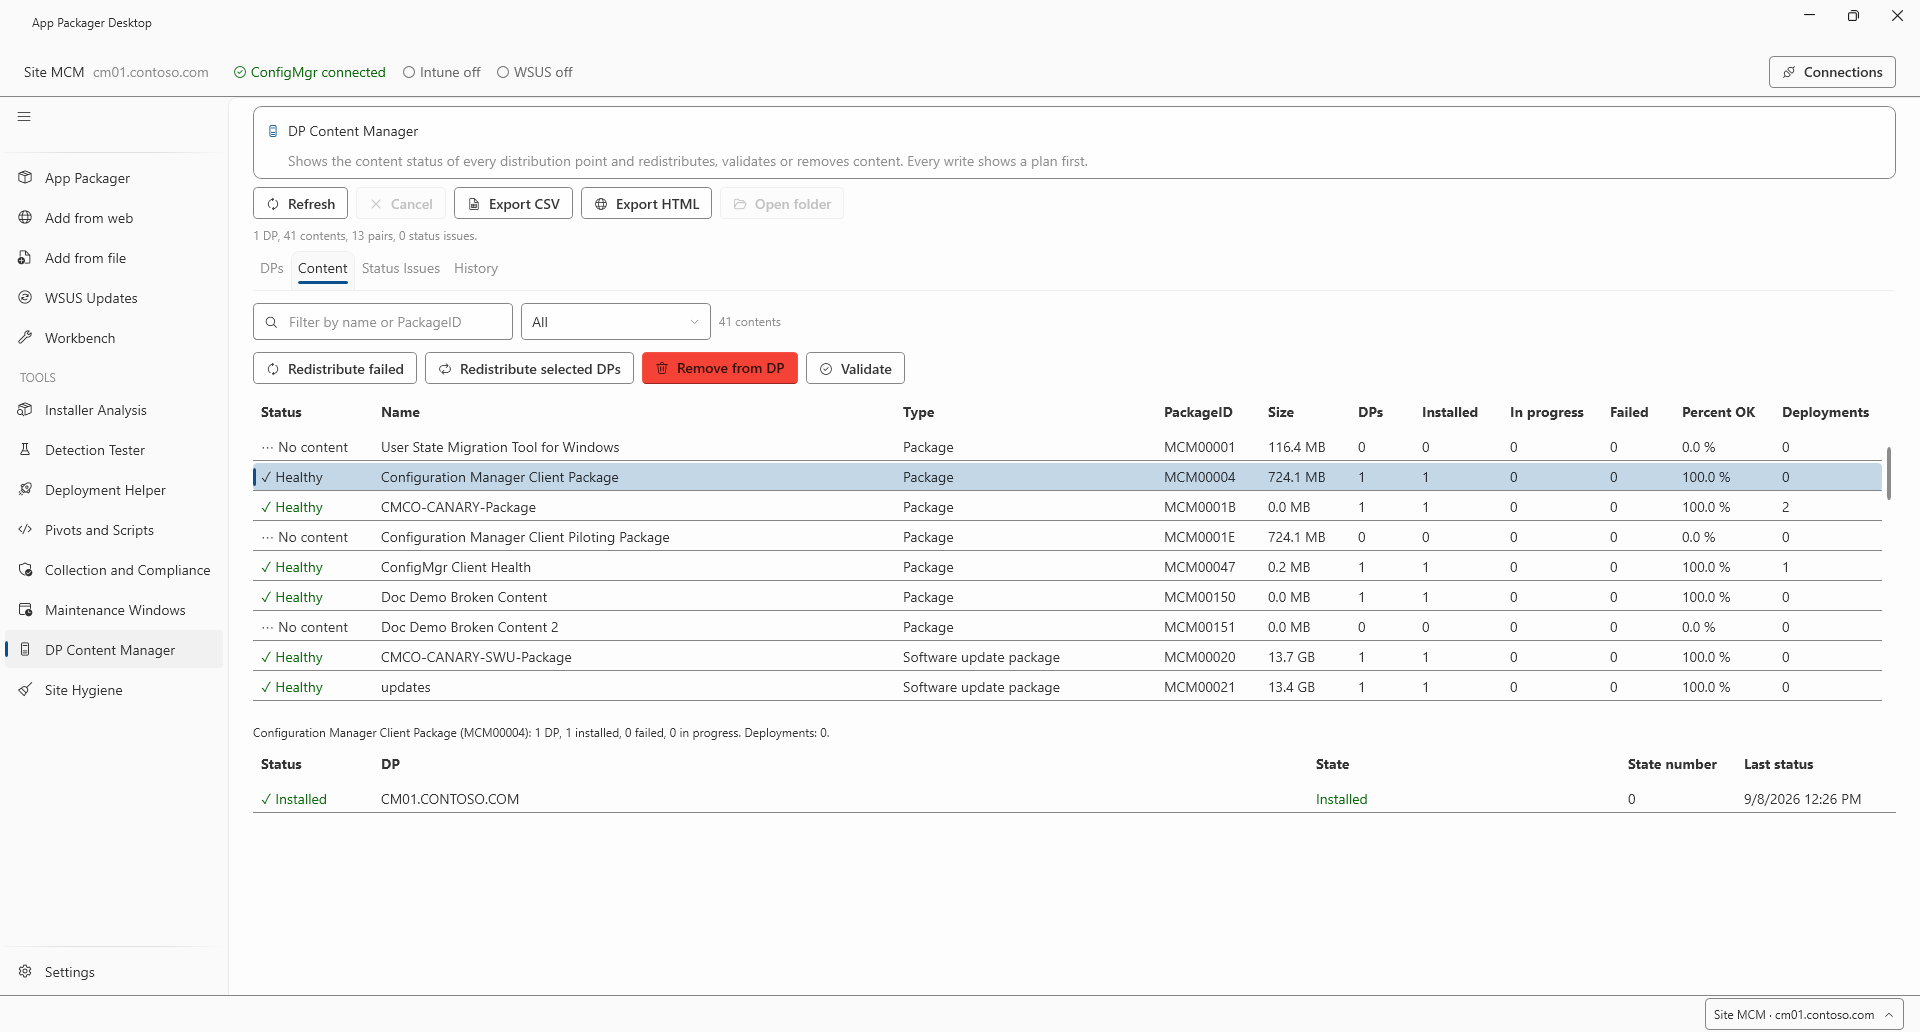 App Packager Desktop
Site MCM cm01.contoso.com ConfigMgr connected Intune off WSUS off Connections
DP Content Manager
Shows the content status of every distribution point and redistributes, validates or removes content. Every write shows a plan first.
Refresh Cancel Export CSV Export HTML Open folder
1 DP, 41 contents, 13 pairs, 0 status issues.
DPs Content Status Issues History
Filter by name or PackageID All 41 contents
Redistribute failed Redistribute selected DPs Remove from DP Validate
Status Name Type PackageID Size DPs Installed In progress Failed Percent OK Deployments
··· No content User State Migration Tool for Windows Package MCM00001 116.4 MB 0 0 0 0 0.0 % 0
✓ Healthy Configuration Manager Client Package Package MCM00004 724.1 MB 1 1 0 0 100.0 % 0
✓ Healthy CMCO-CANARY-Package Package MCM0001B 0.0 MB 1 1 0 0 100.0 % 2
··· No content Configuration Manager Client Piloting Package Package MCM0001E 724.1 MB 0 0 0 0 0.0 % 0
✓ Healthy ConfigMgr Client Health Package MCM00047 0.2 MB 1 1 0 0 100.0 % 1
✓ Healthy Doc Demo Broken Content Package MCM00150 0.0 MB 1 1 0 0 100.0 % 0
··· No content Doc Demo Broken Content 2 Package MCM00151 0.0 MB 0 0 0 0 0.0 % 0
✓ Healthy CMCO-CANARY-SWU-Package Software update package MCM00020 13.7 GB 1 1 0 0 100.0 % 0
✓ Healthy updates Software update package MCM00021 13.4 GB 1 1 0 0 100.0 % 0
Configuration Manager Client Package (MCM00004): 1 DP, 1 installed, 0 failed, 0 in progress. Deployments: 0.
Status DP State State number Last status
✓ Installed CM01.CONTOSO.COM Installed 0 9/8/2026 12:26 PM
App Packager
Add from web
Add from file
WSUS Updates
Workbench
TOOLS
Installer Analysis
Detection Tester
Deployment Helper
Pivots and Scripts
Collection and Compliance
Maintenance Windows
DP Content Manager
Site Hygiene
Settings
Site MCM · cm01.contoso.com